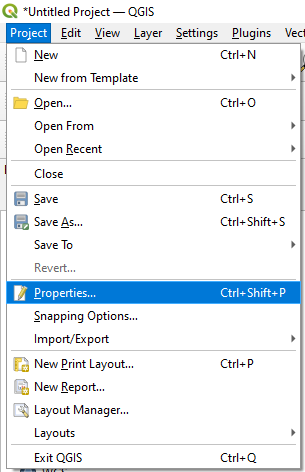 *Untitled Project — QGIS
Project Edit View Layer Settings Plugins Vect
New Ctrl+N
New from Template
Open... Ctrl+O
Open From
Open Recent
Close
Save Ctrl+S
Save As... Ctrl+Shift+S
Save To
Revert...
Properties... Ctrl+Shift+P
Snapping Options...
Import/Export
New Print Layout... Ctrl+P
New Report...
Layout Manager...
Layouts
Exit QGIS Ctrl+Q